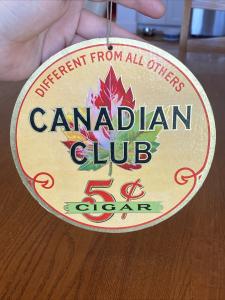 DIFFERENT FROM ALL OTHERS
CANADIAN
CLUB
5¢
CIGAR